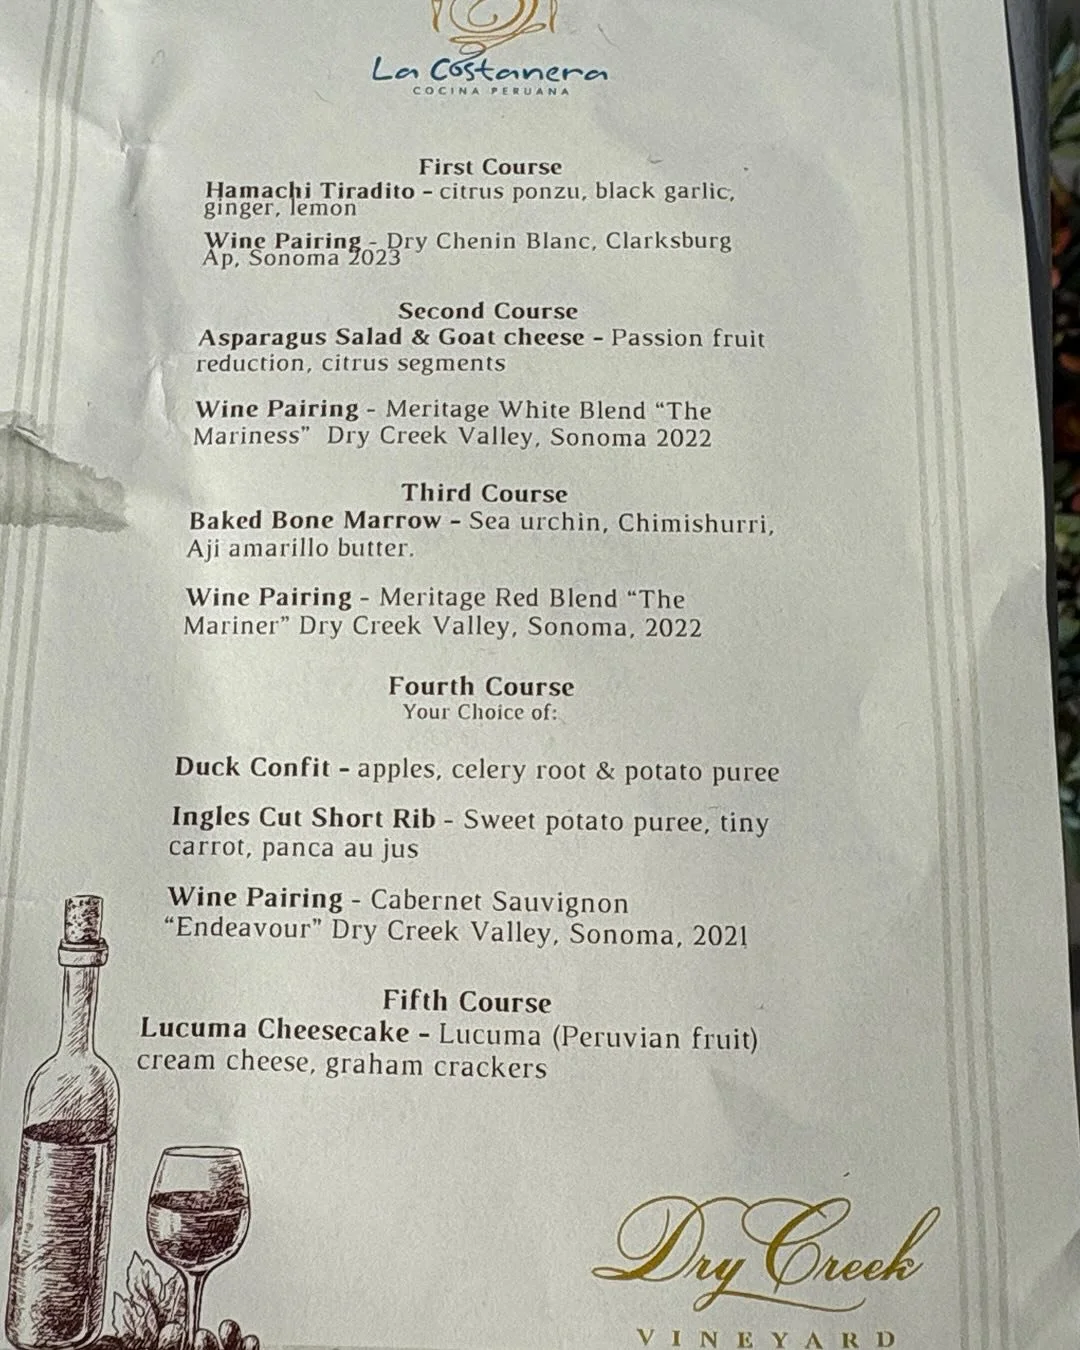 La Costanera
COCINA PERUANA
First Course
Hamachi Tiradito – citrus ponzu, black garlic,
ginger, lemon
Wine Pairing - Dry Chenin Blanc, Clarksburg
Ap, Sonoma 2023
Second Course
Asparagus Salad & Goat cheese – Passion fruit
reduction, citrus segments
Wine Pairing - Meritage White Blend “The
Mariness” Dry Creek Valley, Sonoma 2022
Third Course
Baked Bone Marrow – Sea urchin, Chimishurri,
Aji amarillo butter.
Wine Pairing - Meritage Red Blend “The
Mariner” Dry Creek Valley, Sonoma, 2022
Fourth Course
Your Choice of:
Duck Confit – apples, celery root & potato puree
Ingles Cut Short Rib - Sweet potato puree, tiny
carrot, panca au jus
Wine Pairing - Cabernet Sauvignon
“Endeavour” Dry Creek Valley, Sonoma, 2021
Fifth Course
Lucuma Cheesecake – Lucuma (Peruvian fruit)
cream cheese, graham crackers
Dry Creek
VINEYARD